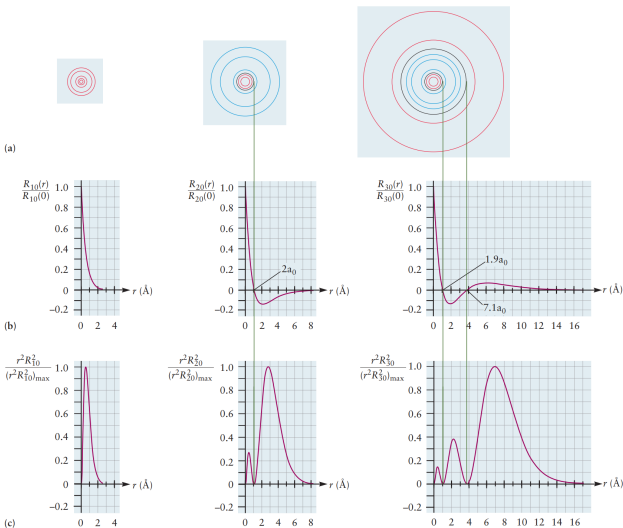 (a)
R10(r)
R10(0)
1.0
0.8
0.6
0.4
0.2
0
−0.2
0 2 4
r (Å)
R20(r)
R20(0)
1.0
0.8
0.6
0.4
0.2
0
−0.2
2a0
0 2 4 6 8
r (Å)
R30(r)
R30(0)
1.0
0.8
0.6
0.4
0.2
0
−0.2
1.9a0
7.1a0
0 2 4 6 8 10 12 14 16
r (Å)
(b)
r²R²10
(r²R²10)max
1.0
0.8
0.6
0.4
0.2
0
−0.2
0 2 4
r (Å)
r²R²20
(r²R²20)max
1.0
0.8
0.6
0.4
0.2
0
−0.2
0 2 4 6 8
r (Å)
r²R²30
(r²R²30)max
1.0
0.8
0.6
0.4
0.2
0
−0.2
0 2 4 6 8 10 12 14 16
r (Å)
(c)